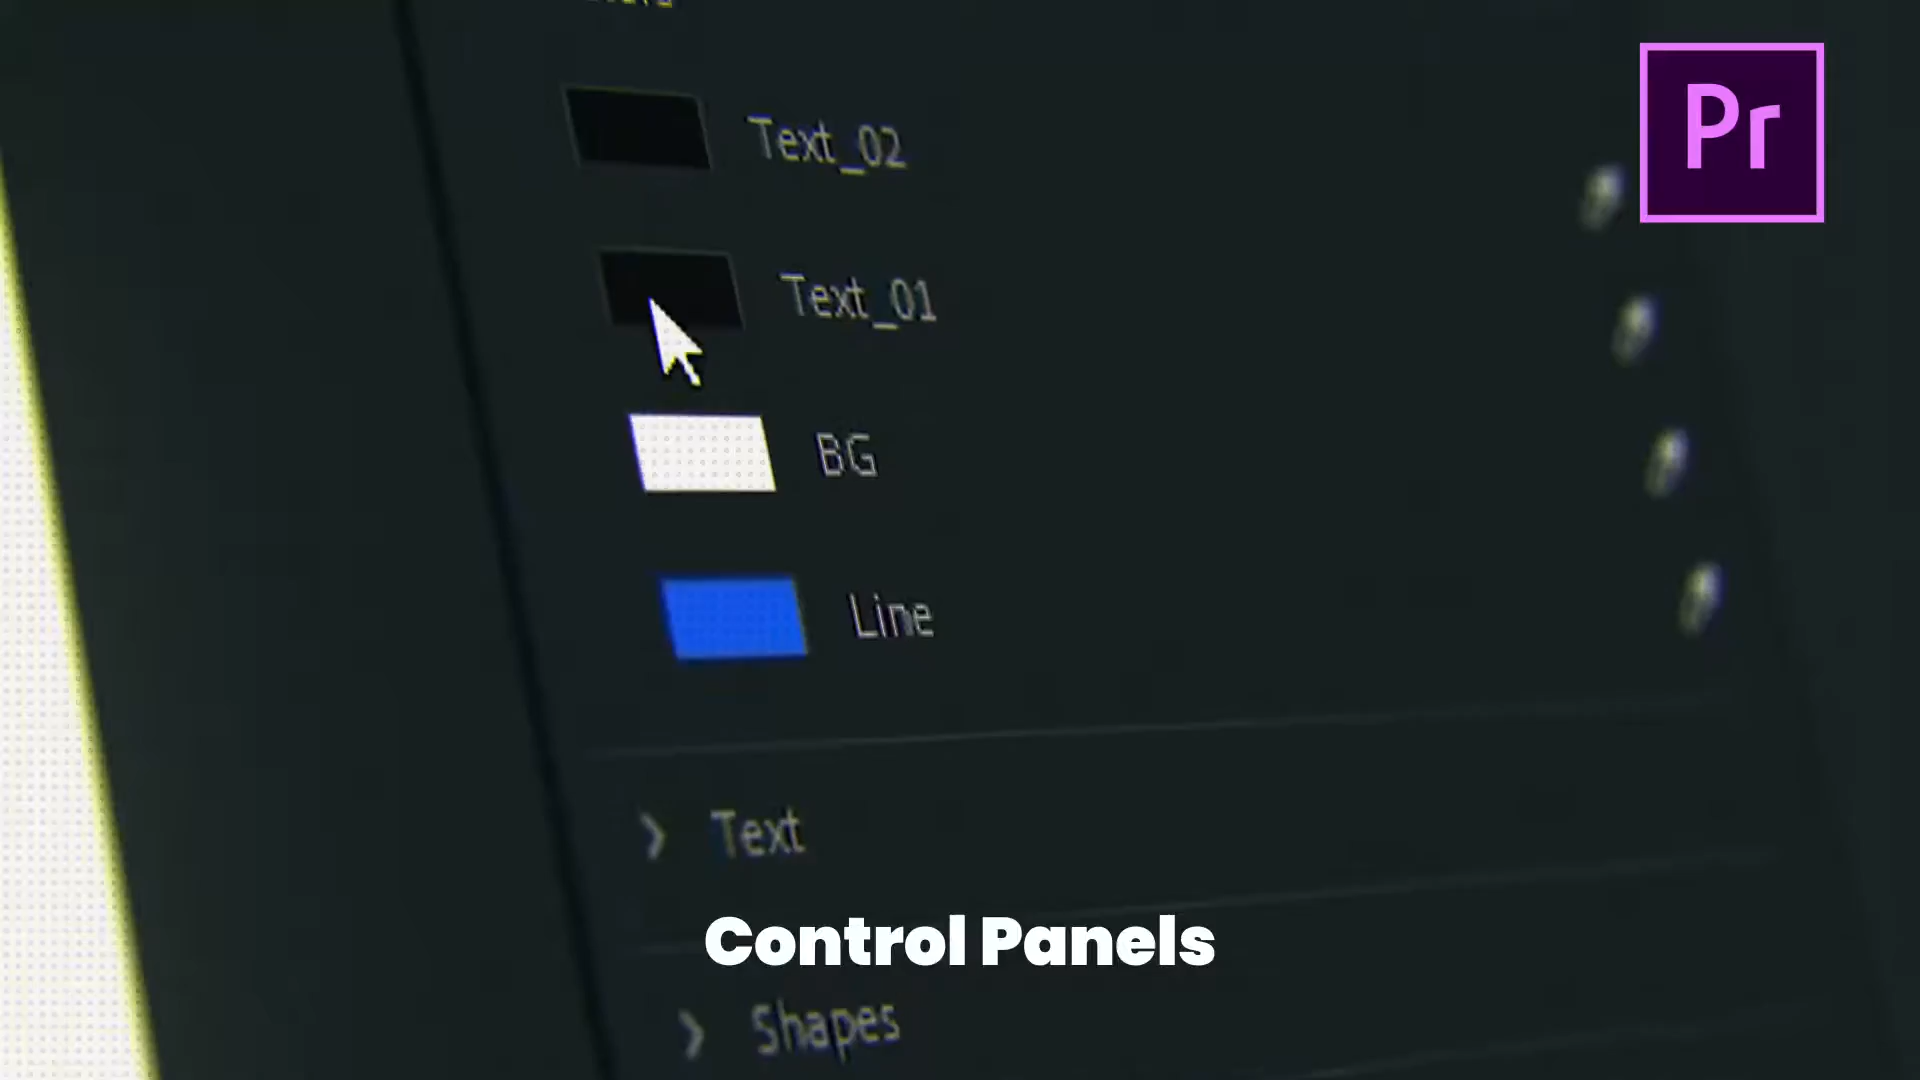 Text_02
Pr
Text_01
BG
Line
Text
Control Panels
Shapes